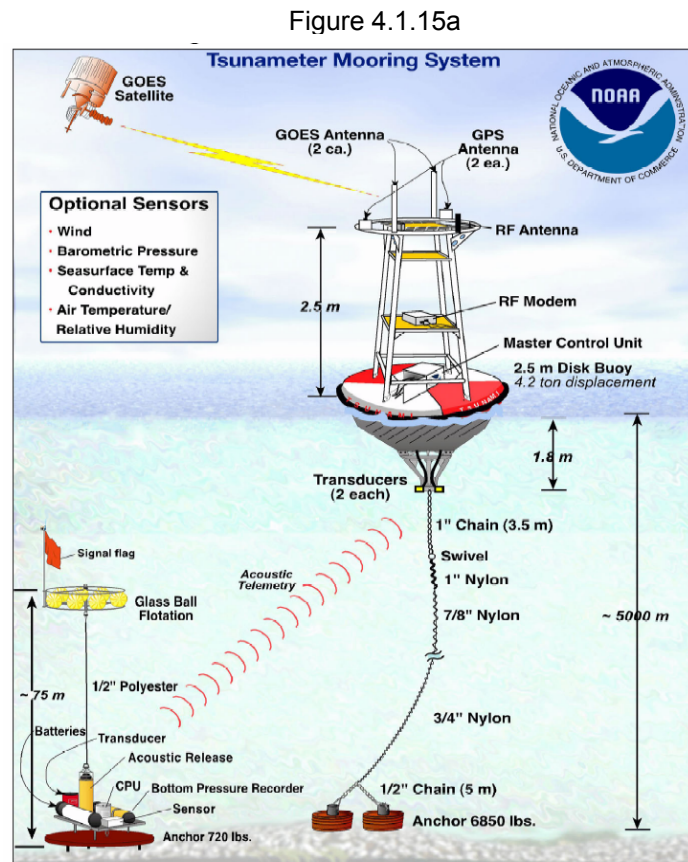 Figure 4.1.15a
Tsunameter Mooring System
GOES
Satellite
NATIONAL OCEANIC AND ATMOSPHERIC ADMINISTRATION
NOAA
U.S. DEPARTMENT OF COMMERCE
GOES Antenna
(2 ca.)
GPS
Antenna
(2 ea.)
Optional Sensors
• Wind
• Barometric Pressure
• Seasurface Temp &
Conductivity
• Air Temperature/
Relative Humidity
RF Antenna
2.5 m
RF Modem
Master Control Unit
2.5 m Disk Buoy
4.2 ton displacement
TSUNAMI
1.8 m
Transducers
(2 each)
1" Chain (3.5 m)
Signal flag
Swivel
Acoustic
Telemetry
1" Nylon
Glass Ball
Flotation
7/8" Nylon
~ 5000 m
~ 75 m
1/2" Polyester
3/4" Nylon
Batteries
Transducer
Acoustic Release
CPU
Bottom Pressure Recorder
1/2" Chain (5 m)
Sensor
Anchor 6850 lbs.
Anchor 720 lbs.